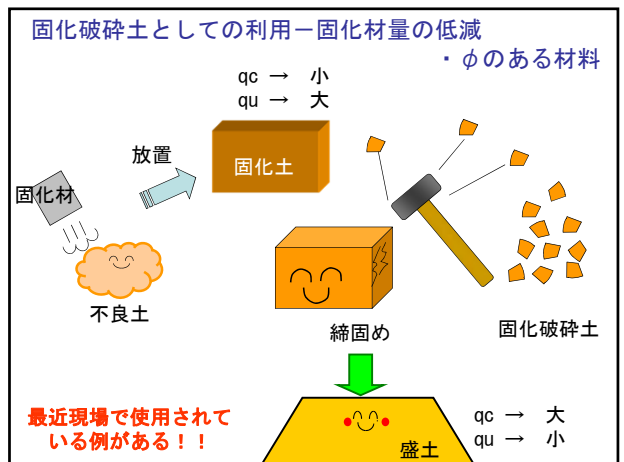 固化破砕土としての利用－固化材量の低減
・φのある材料
qc → 小
qu → 大
放置
固化土
固化材
不良土
締固め
固化破砕土
最近現場で使用されて
いる例がある！！
qc → 大
qu → 小
盛土